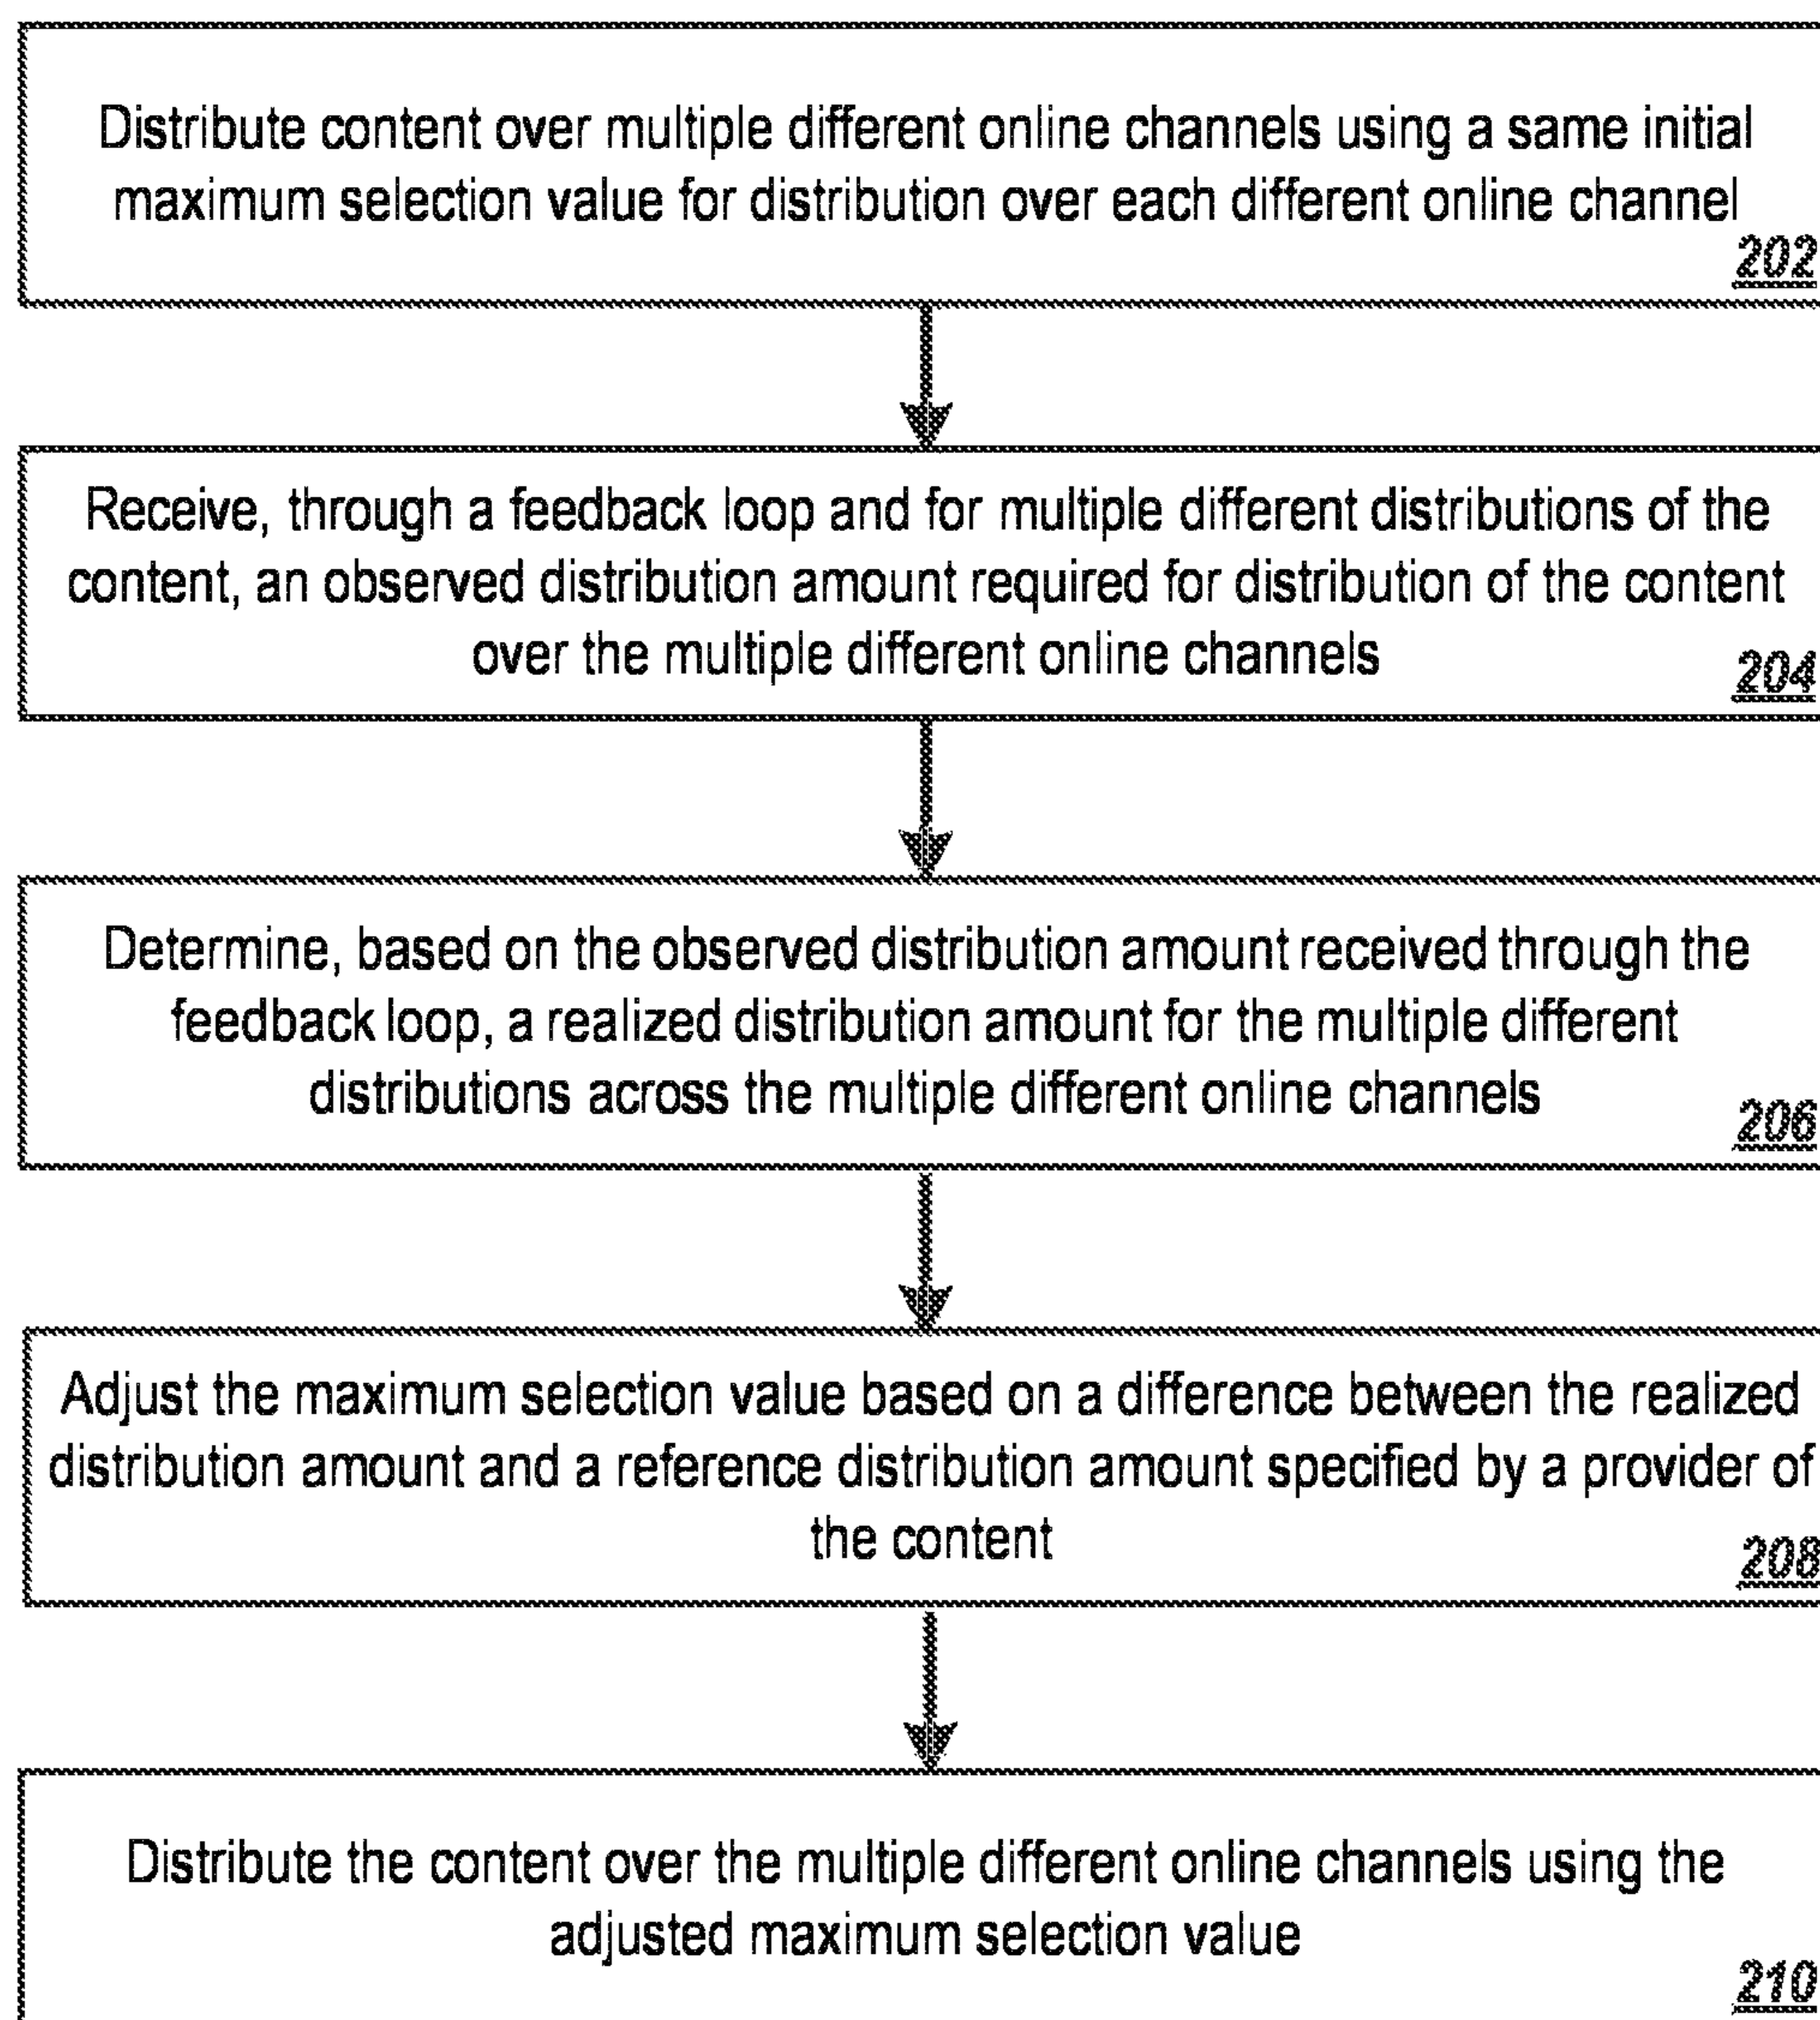 Distribute content over multiple different online channels using a same initial
maximum selection value for distribution over each different online channel
202
Receive, through a feedback loop and for multiple different distributions of the
content, an observed distribution amount required for distribution of the content
over the multiple different online channels
204
Determine, based on the observed distribution amount received through the
feedback loop, a realized distribution amount for the multiple different
distributions across the multiple different online channels
206
Adjust the maximum selection value based on a difference between the realized
distribution amount and a reference distribution amount specified by a provider of
the content
208
Distribute the content over the multiple different online channels using the
adjusted maximum selection value
210